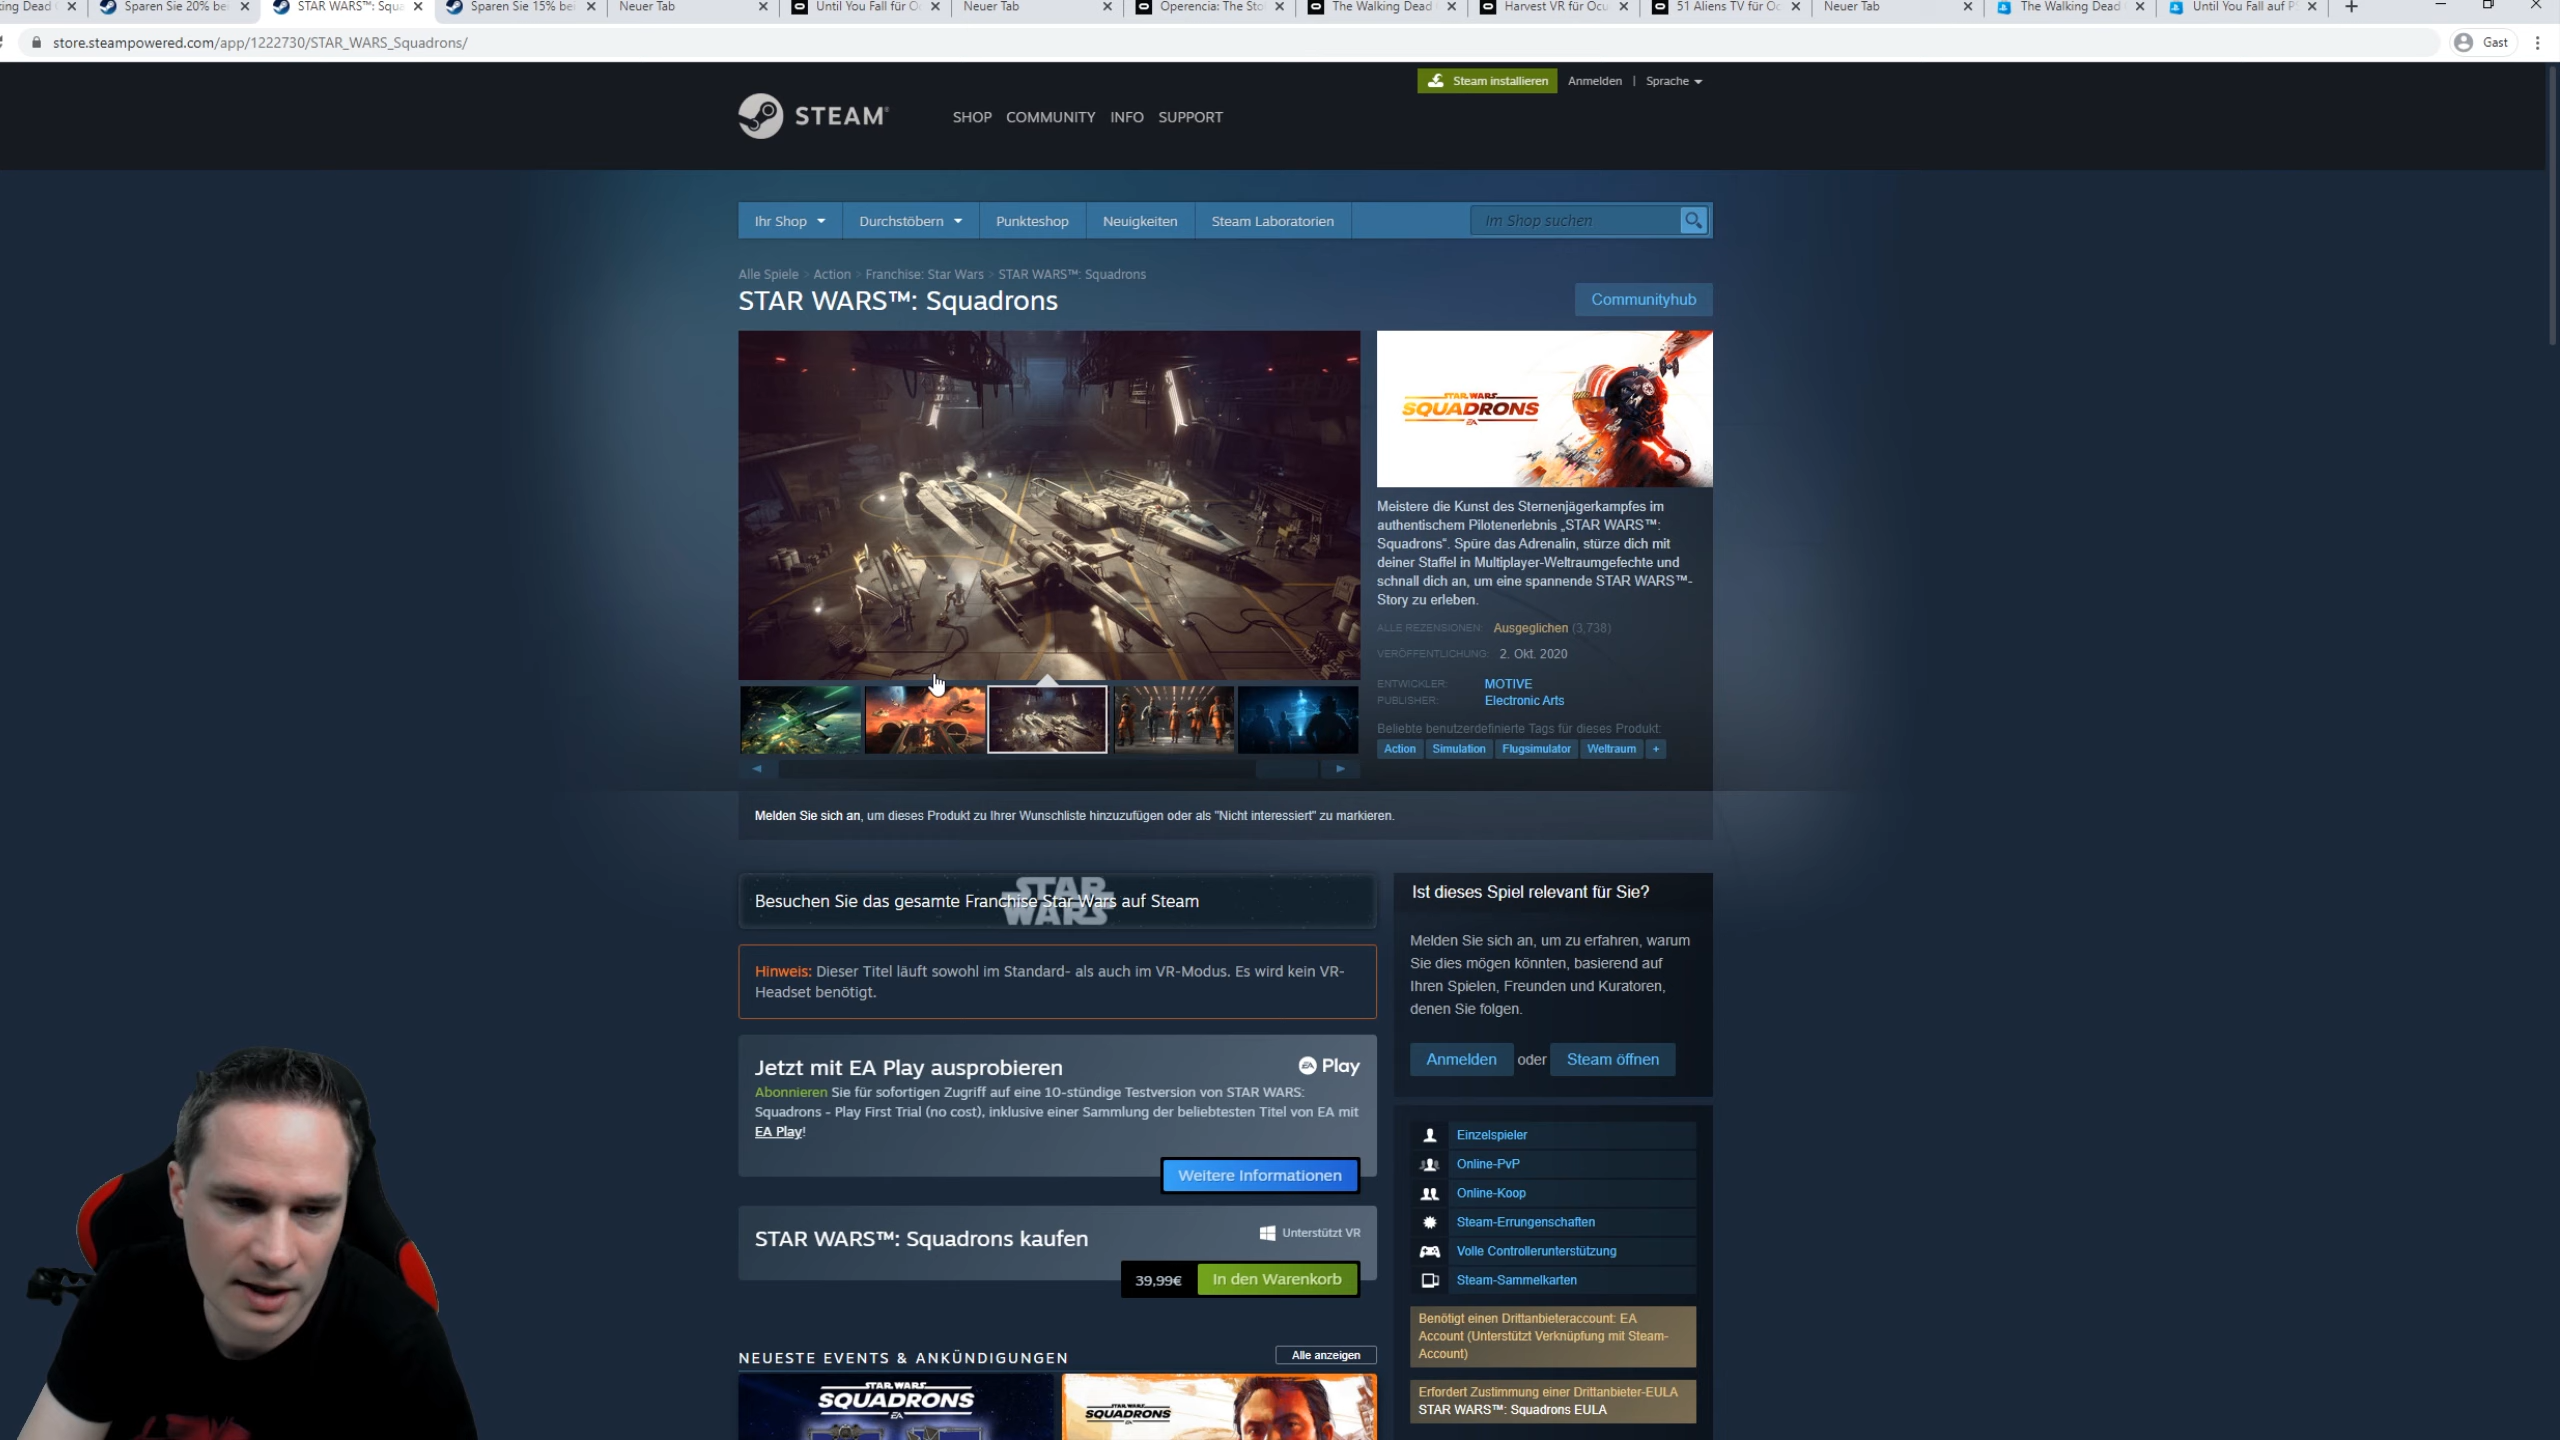 king Dead
Sparen Sie 20% be
STAR WARS™: Squa
Sparen Sie 15% bei
Neuer Tab
Until You Fall für O
Neuer Tab
Operencia: The Sto
The Walking Dead
Harvest VR für Ocu
51 Aliens TV für Oc
Neuer Tab
The Walking Dead
Until You Fall auf P
store.steampowered.com/app/1222730/STAR_WARS_Squadrons/
Gast
Steam installieren
Anmelden | Sprache
STEAM
SHOP COMMUNITY INFO SUPPORT
Ihr Shop
Durchstöbern
Punkteshop
Neuigkeiten
Steam Laboratorien
Im Shop suchen
Alle Spiele > Action > Franchise: Star Wars > STAR WARS™: Squadrons
STAR WARS™: Squadrons
Communityhub
STAR WARS
SQUADRONS
EA
Meistere die Kunst des Sternenjägerkampfes im
authentischem Pilotenerlebnis „STAR WARS™:
Squadrons“. Spüre das Adrenalin, stürze dich mit
deiner Staffel in Multiplayer-Weltraumgefechte und
schnall dich an, um eine spannende STAR WARS™-
Story zu erleben.
ALLE REZENSIONEN: Ausgeglichen (3,738)
VERÖFFENTLICHUNG: 2. Okt. 2020
ENTWICKLER: MOTIVE
PUBLISHER: Electronic Arts
Beliebte benutzerdefinierte Tags für dieses Produkt:
Action Simulation Flugsimulator Weltraum +
Melden Sie sich an, um dieses Produkt zu Ihrer Wunschliste hinzuzufügen oder als "Nicht interessiert" zu markieren.
STAR WARS
Besuchen Sie das gesamte Franchise Star Wars auf Steam
Hinweis: Dieser Titel läuft sowohl im Standard- als auch im VR-Modus. Es wird kein VR-
Headset benötigt.
Jetzt mit EA Play ausprobieren
EA Play
Abonnieren Sie für sofortigen Zugriff auf eine 10-stündige Testversion von STAR WARS:
Squadrons - Play First Trial (no cost), inklusive einer Sammlung der beliebtesten Titel von EA mit
EA Play!
Weitere Informationen
STAR WARS™: Squadrons kaufen
Unterstützt VR
39,99€
In den Warenkorb
NEUESTE EVENTS & ANKÜNDIGUNGEN
Alle anzeigen
STAR WARS
SQUADRONS
EA
STAR WARS
SQUADRONS
Ist dieses Spiel relevant für Sie?
Melden Sie sich an, um zu erfahren, warum
Sie dies mögen könnten, basierend auf
Ihren Spielen, Freunden und Kuratoren,
denen Sie folgen.
Anmelden oder Steam öffnen
Einzelspieler
Online-PvP
Online-Koop
Steam-Errungenschaften
Volle Controllerunterstützung
Steam-Sammelkarten
Benötigt einen Drittanbieteraccount: EA
Account (Unterstützt Verknüpfung mit Steam-
Account)
Erfordert Zustimmung einer Drittanbieter-EULA
STAR WARS™: Squadrons EULA